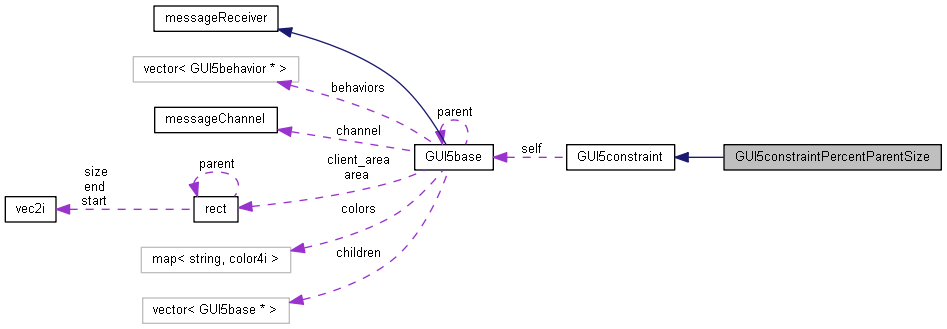 messageReceiver
vector< GUI5behavior * >
behaviors
parent
messageChannel
channel
self
GUI5base
GUI5constraint
GUI5constraintPercentParentSize
parent
client_area
area
size
end
start
vec2i
rect
colors
map< string, color4i >
children
vector< GUI5base * >